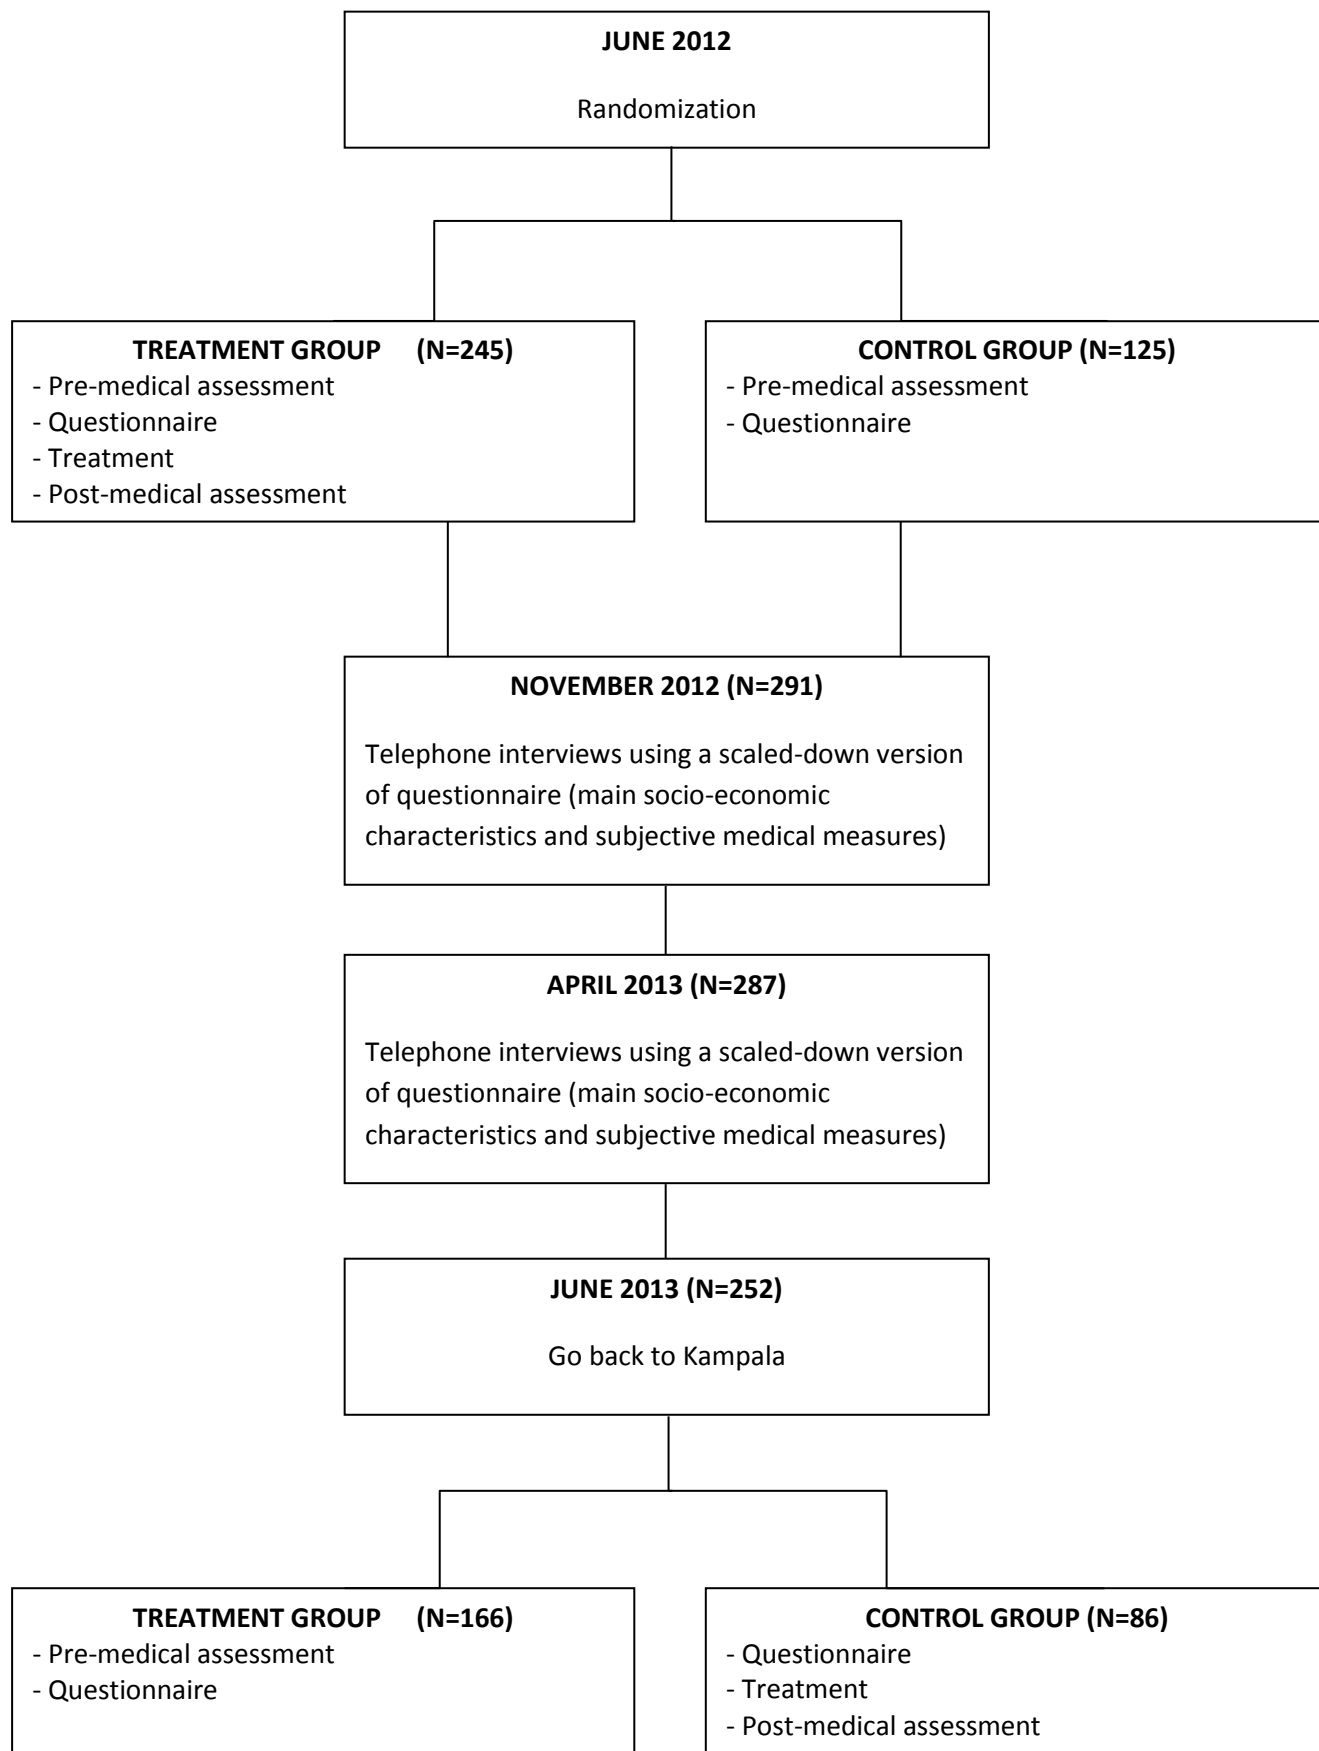 JUNE 2012
Randomization
TREATMENT GROUP (N=245)
- Pre-medical assessment
- Questionnaire
- Treatment
- Post-medical assessment
CONTROL GROUP (N=125)
- Pre-medical assessment
- Questionnaire
NOVEMBER 2012 (N=291)
Telephone interviews using a scaled-down version
of questionnaire (main socio-economic
characteristics and subjective medical measures)
APRIL 2013 (N=287)
Telephone interviews using a scaled-down version
of questionnaire (main socio-economic
characteristics and subjective medical measures)
JUNE 2013 (N=252)
Go back to Kampala
TREATMENT GROUP (N=166)
- Pre-medical assessment
- Questionnaire
CONTROL GROUP (N=86)
- Questionnaire
- Treatment
- Post-medical assessment